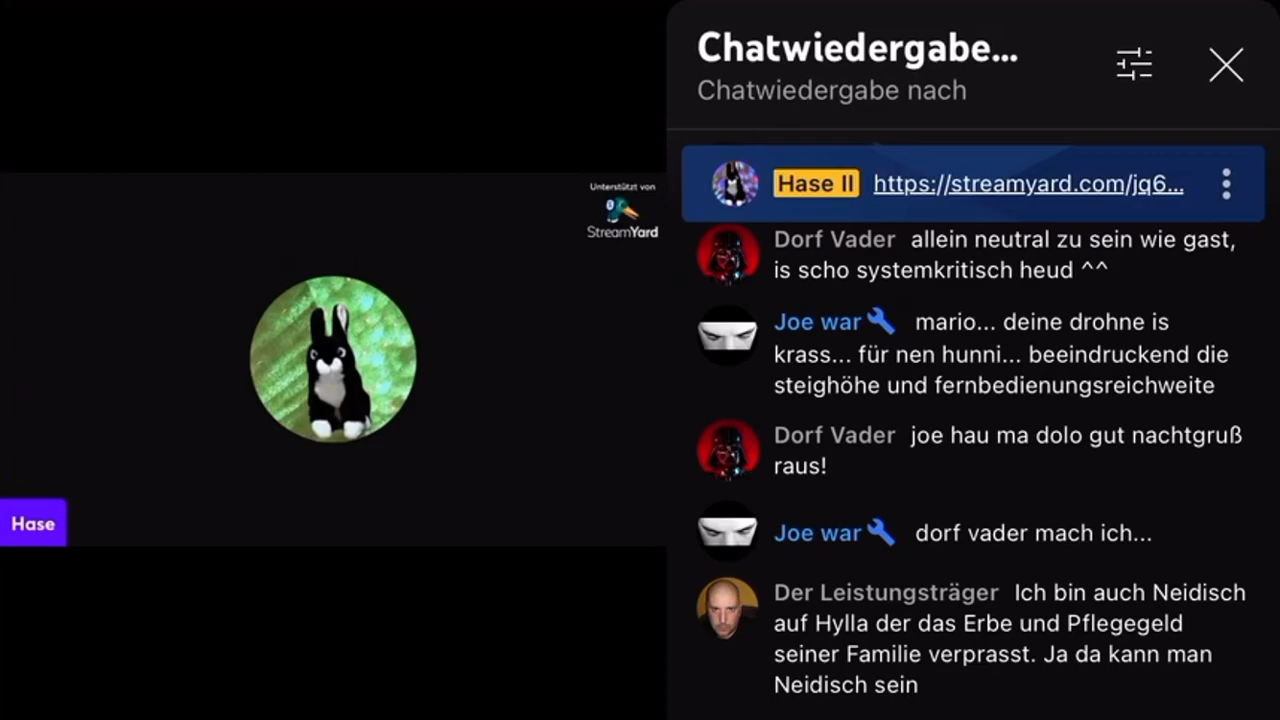 Unterstützt von
StreamYard
Hase
Chatwiedergabe...
Chatwiedergabe nach
Hase II https://streamyard.com/jq6...
Dorf Vader allein neutral zu sein wie gast,
is scho systemkritisch heud ^^
Joe war mario... deine drohne is
krass... für nen hunni... beeindruckend die
steighöhe und fernbedienungsreichweite
Dorf Vader joe hau ma dolo gut nachtgruß
raus!
Joe war dorf vader mach ich...
Der Leistungsträger Ich bin auch Neidisch
auf Hylla der das Erbe und Pflegegeld
seiner Familie verprasst. Ja da kann man
Neidisch sein